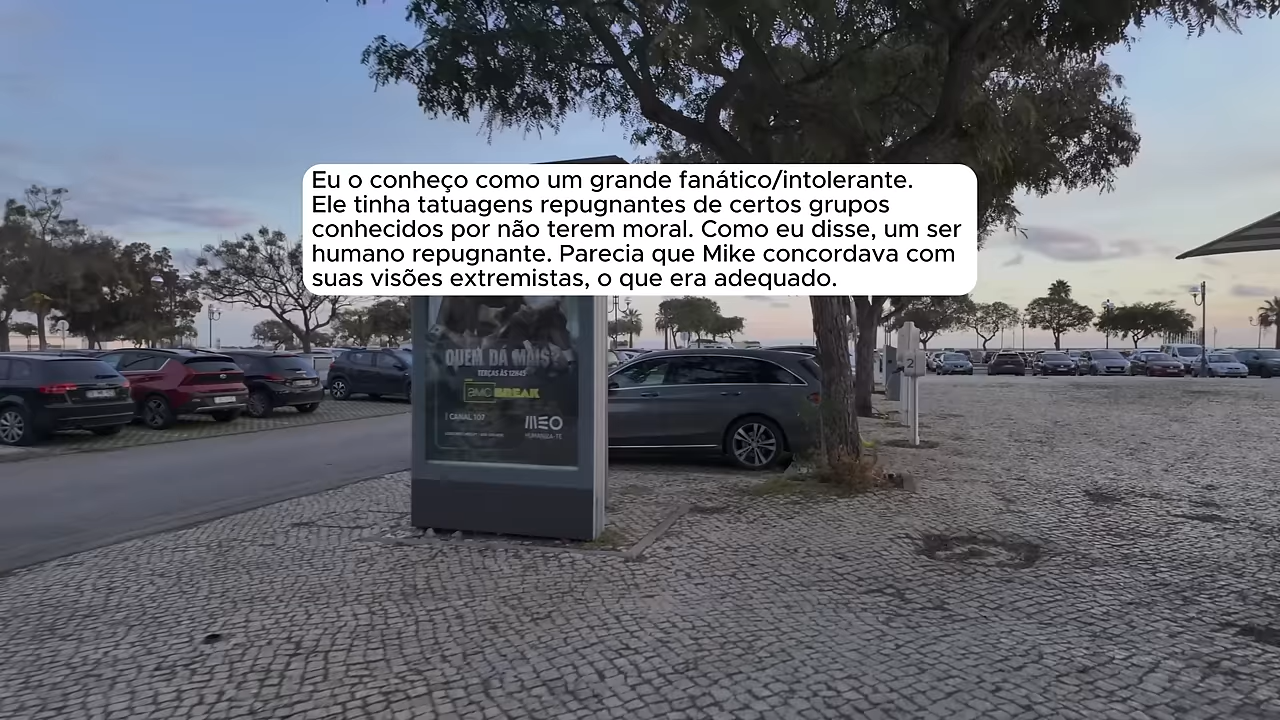 Eu o conheço como um grande fanático/intolerante.
Ele tinha tatuagens repugnantes de certos grupos
conhecidos por não terem moral. Como eu disse, um ser
humano repugnante. Parecia que Mike concordava com
suas visões extremistas, o que era adequado.
QUEM DÁ MAIS?
TERÇAS ÀS 12H45
amc BREAK
CANAL 107
MEO
2